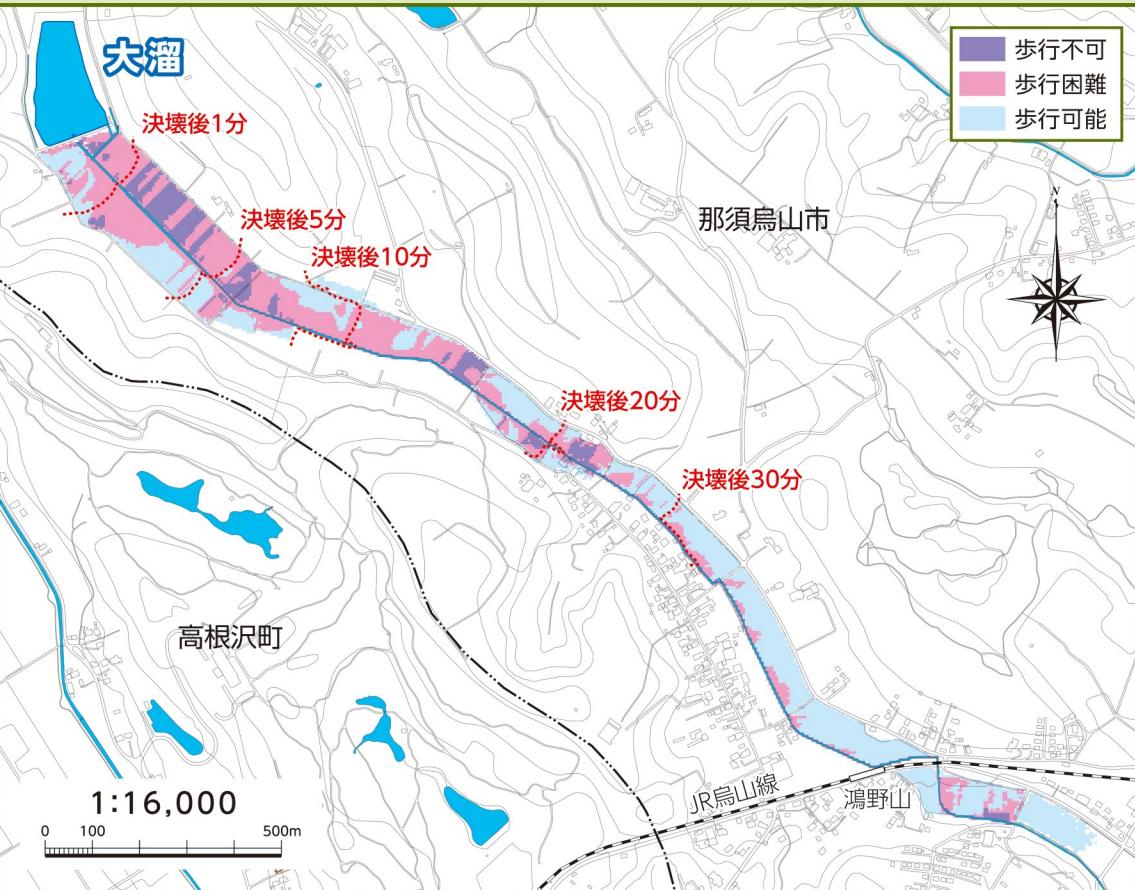 大溜
歩行不可
歩行困難
歩行可能
決壊後1分
N
決壊後5分
那須烏山市
決壊後10分
決壊後20分
決壊後30分
高根沢町
1:16,000
JR烏山線
鴻野山
0 100 500m